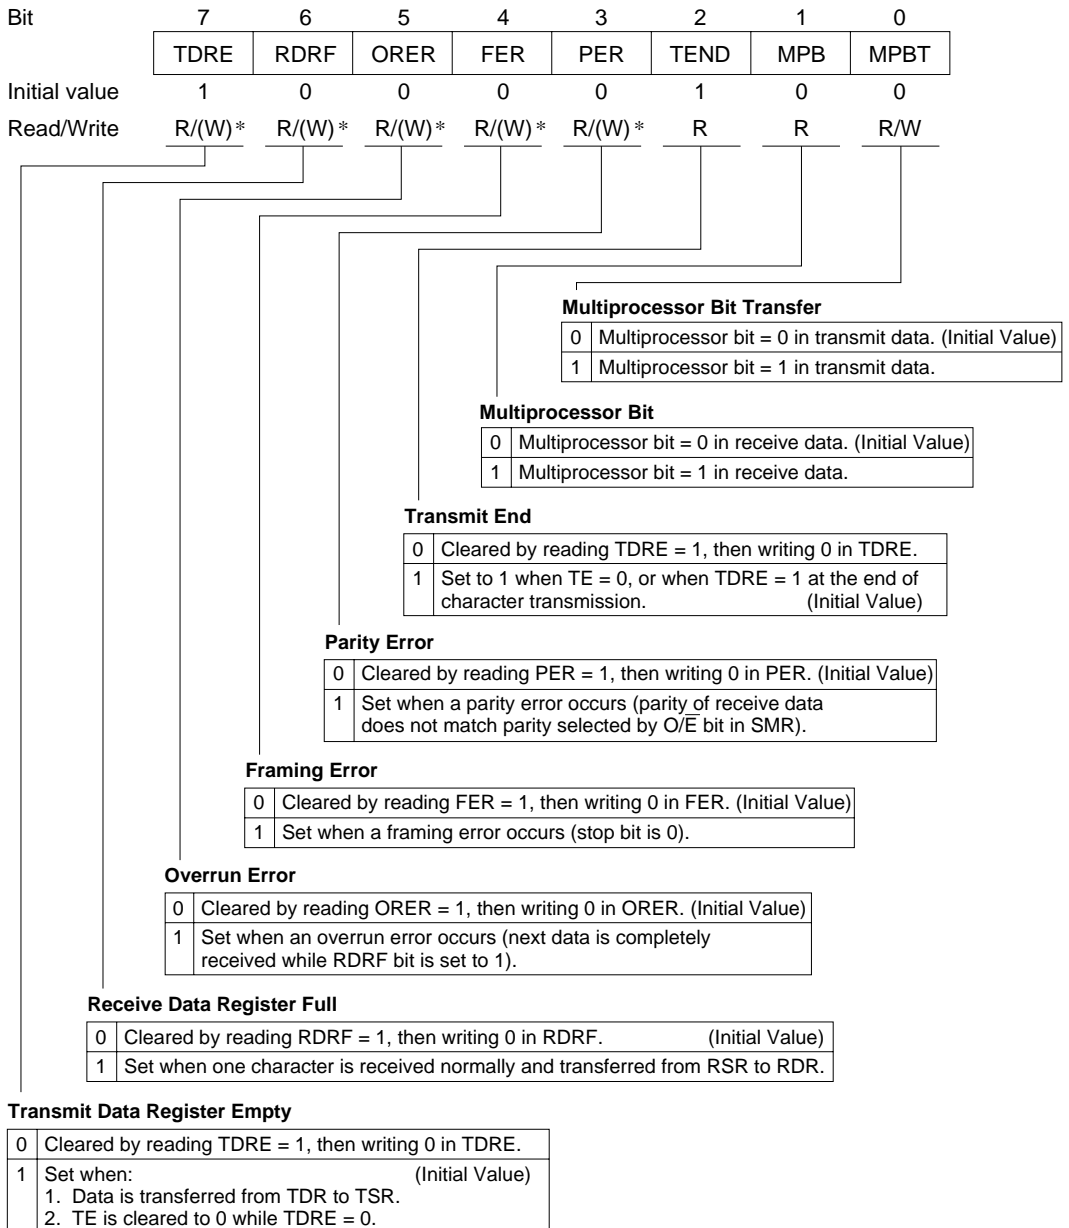 Bit 7 6 5 4 3 2 1 0
TDRE RDRF ORER FER PER TEND MPB MPBT
Initial value 1 0 0 0 0 1 0 0
Read/Write R/(W)* R/(W)* R/(W)* R/(W)* R/(W)* R R R/W
Multiprocessor Bit Transfer
0 Multiprocessor bit = 0 in transmit data. (Initial Value)
1 Multiprocessor bit = 1 in transmit data.
Multiprocessor Bit
0 Multiprocessor bit = 0 in receive data. (Initial Value)
1 Multiprocessor bit = 1 in receive data.
Transmit End
0 Cleared by reading TDRE = 1, then writing 0 in TDRE.
1 Set to 1 when TE = 0, or when TDRE = 1 at the end of
character transmission. (Initial Value)
Parity Error
0 Cleared by reading PER = 1, then writing 0 in PER. (Initial Value)
1 Set when a parity error occurs (parity of receive data
does not match parity selected by O/E̅ bit in SMR).
Framing Error
0 Cleared by reading FER = 1, then writing 0 in FER. (Initial Value)
1 Set when a framing error occurs (stop bit is 0).
Overrun Error
0 Cleared by reading ORER = 1, then writing 0 in ORER. (Initial Value)
1 Set when an overrun error occurs (next data is completely
received while RDRF bit is set to 1).
Receive Data Register Full
0 Cleared by reading RDRF = 1, then writing 0 in RDRF. (Initial Value)
1 Set when one character is received normally and transferred from RSR to RDR.
Transmit Data Register Empty
0 Cleared by reading TDRE = 1, then writing 0 in TDRE.
1 Set when: (Initial Value)
1. Data is transferred from TDR to TSR.
2. TE is cleared to 0 while TDRE = 0.